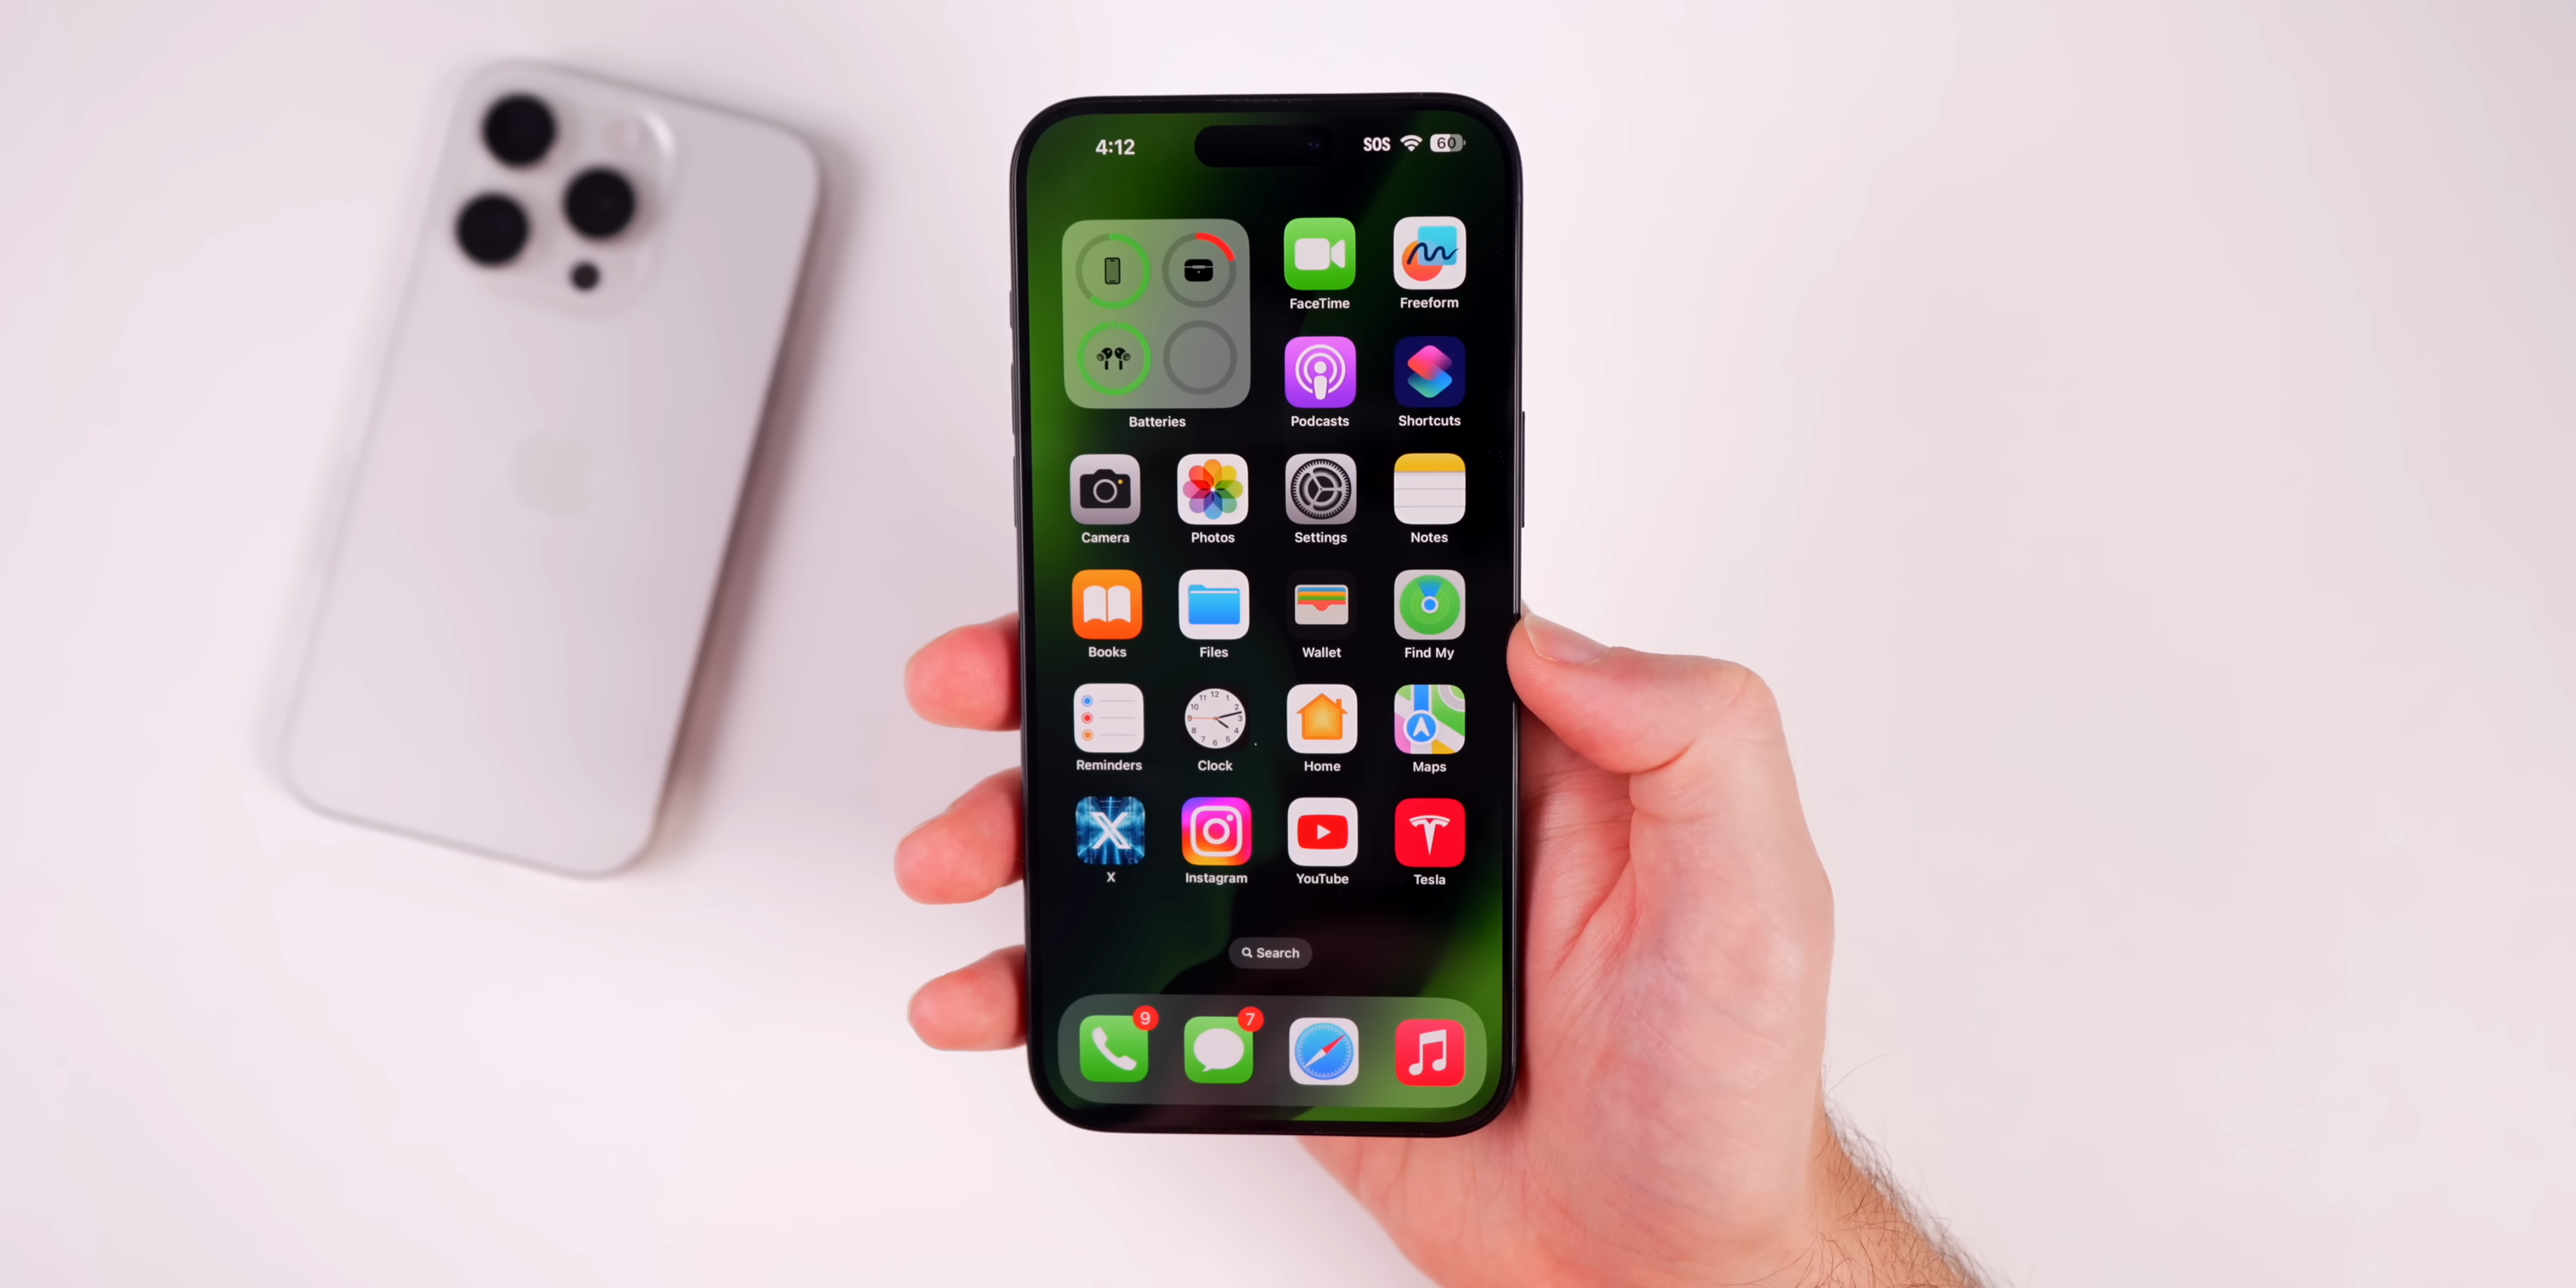 4:12 SOS 60
FaceTime Freeform
Podcasts Shortcuts
Batteries
Camera Photos Settings Notes
Books Files Wallet Find My
Reminders Clock Home Maps
X Instagram YouTube Tesla
Search
9 7